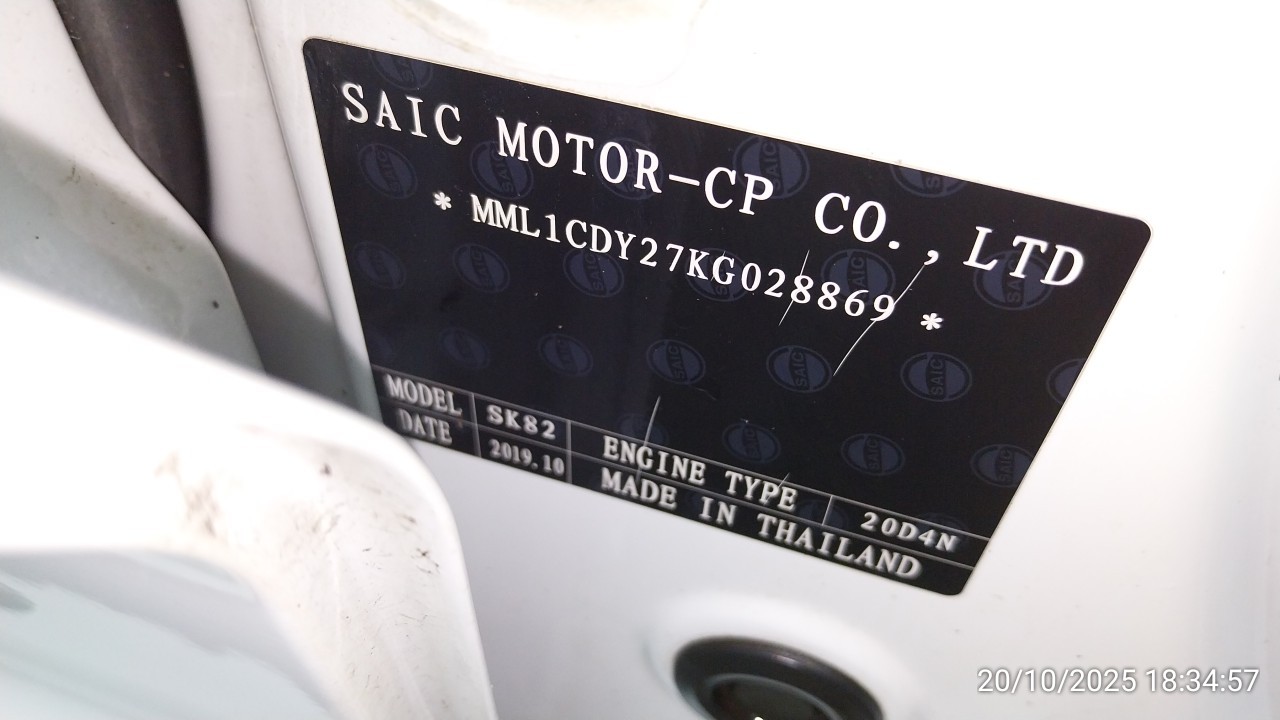 SAIC MOTOR-CP CO.,LTD
* MML1CDY27KG028869 *
MODEL SK82 ENGINE TYPE 20D4N
DATE 2019.10 MADE IN THAILAND
20/10/2025 18:34:57